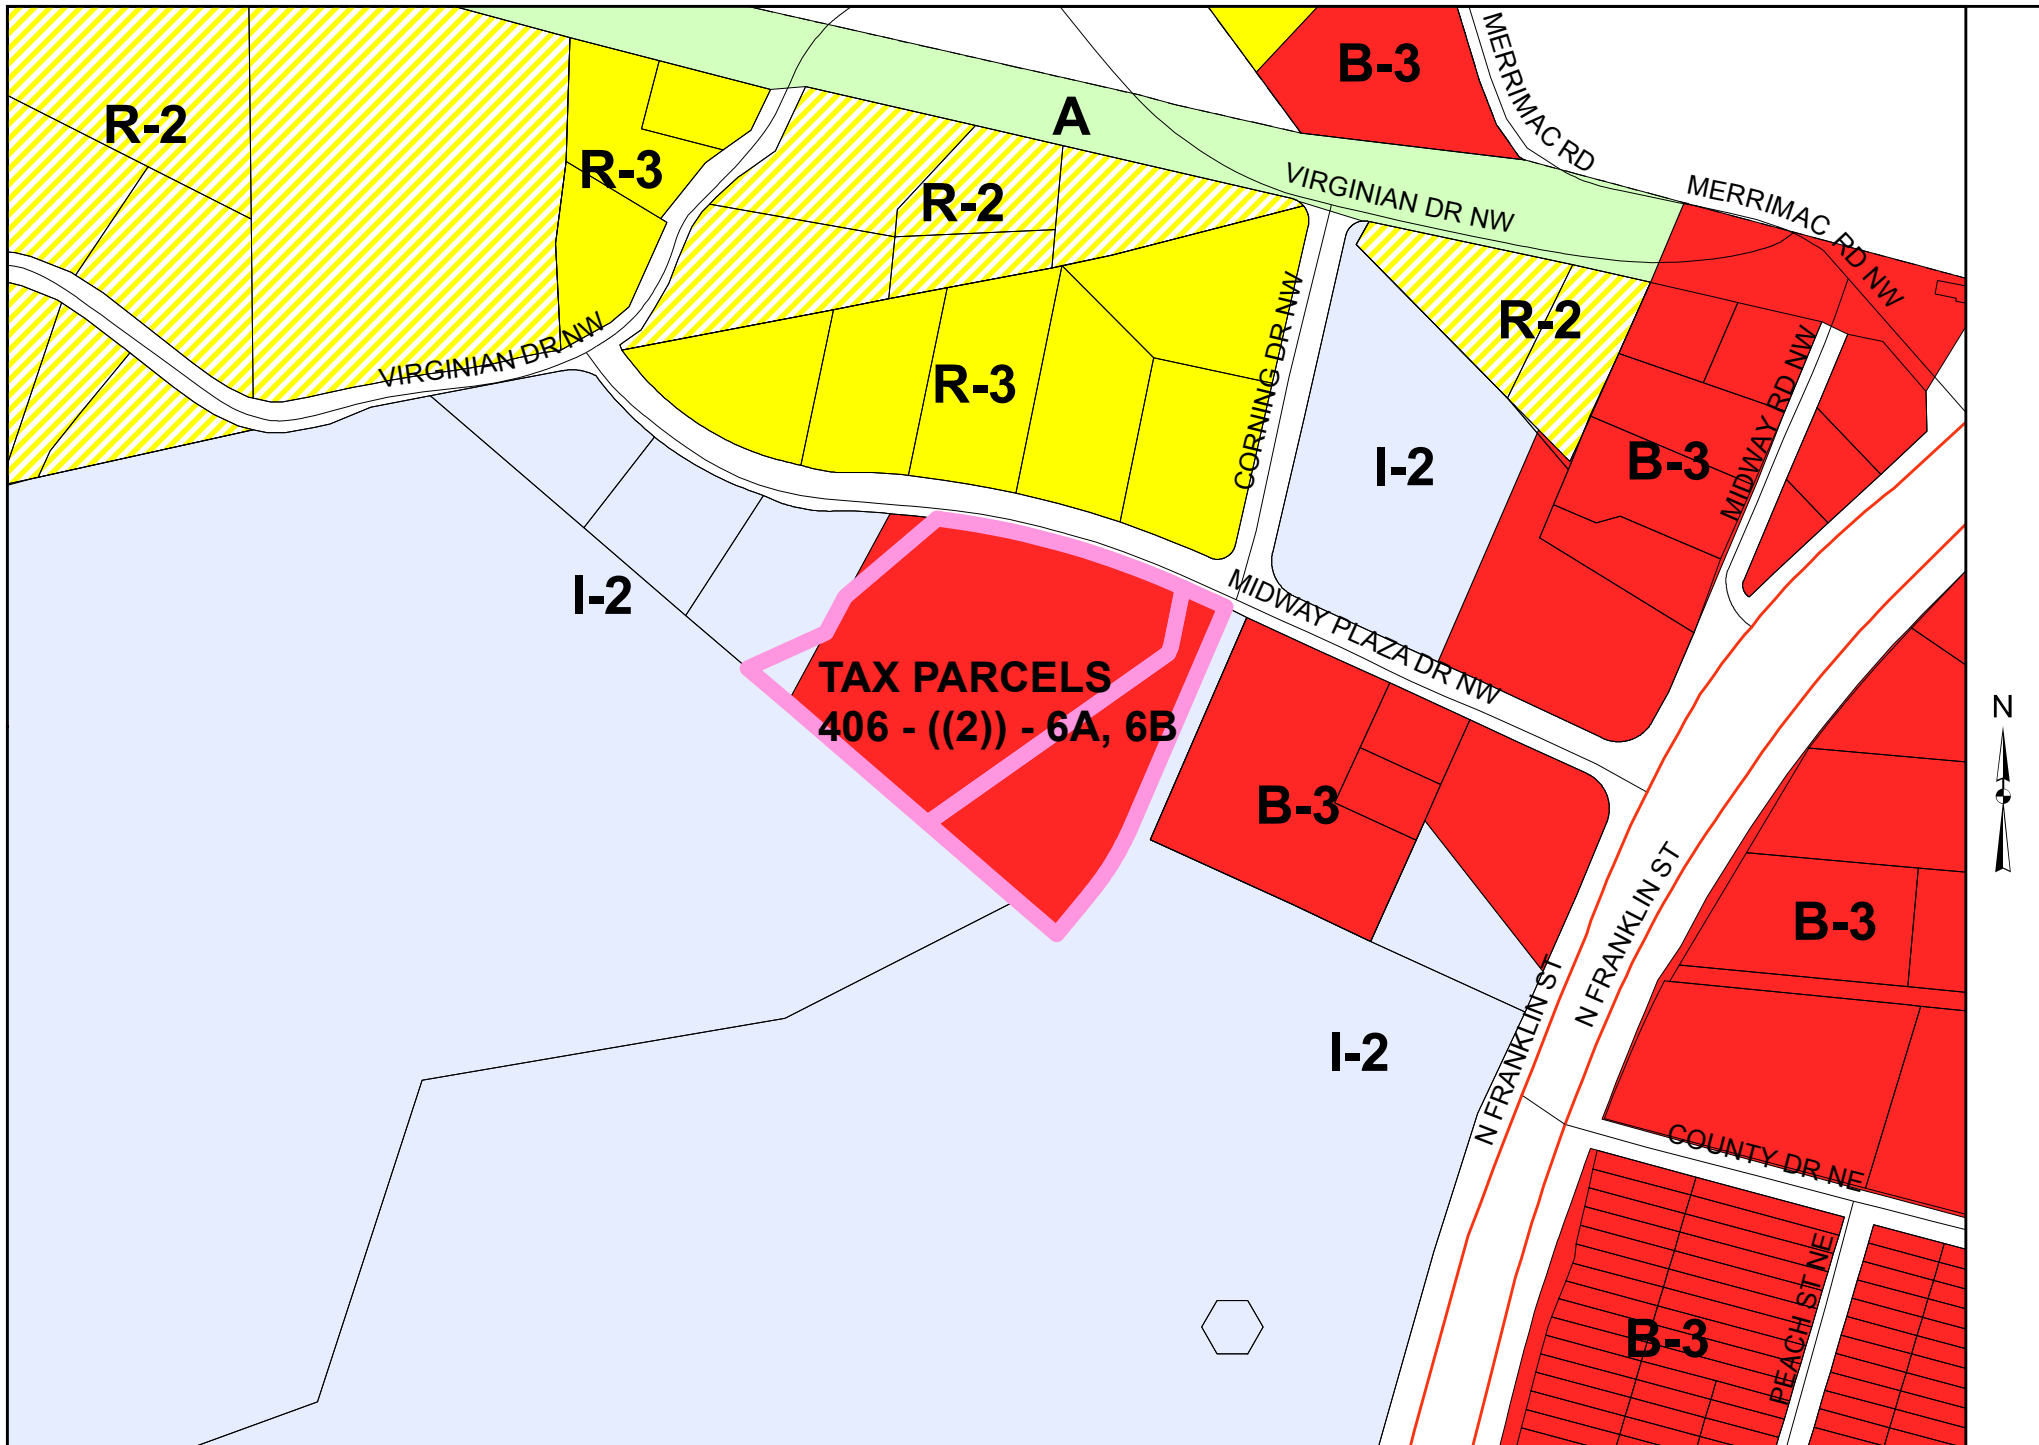 B-3
MERRIMAC RD
R-2
A
R-3
R-2
VIRGINIAN DR NW
MERRIMAC RD NW
R-2
VIRGINIAN DR NW
R-3
CORNING DR NW
MIDWAY RD NW
I-2
B-3
I-2
MIDWAY PLAZA DR NW
TAX PARCELS
406 - ((2)) - 6A, 6B
N
B-3
N FRANKLIN ST
B-3
N FRANKLIN ST
I-2
COUNTY DR NE
PEACH ST NE
B-3